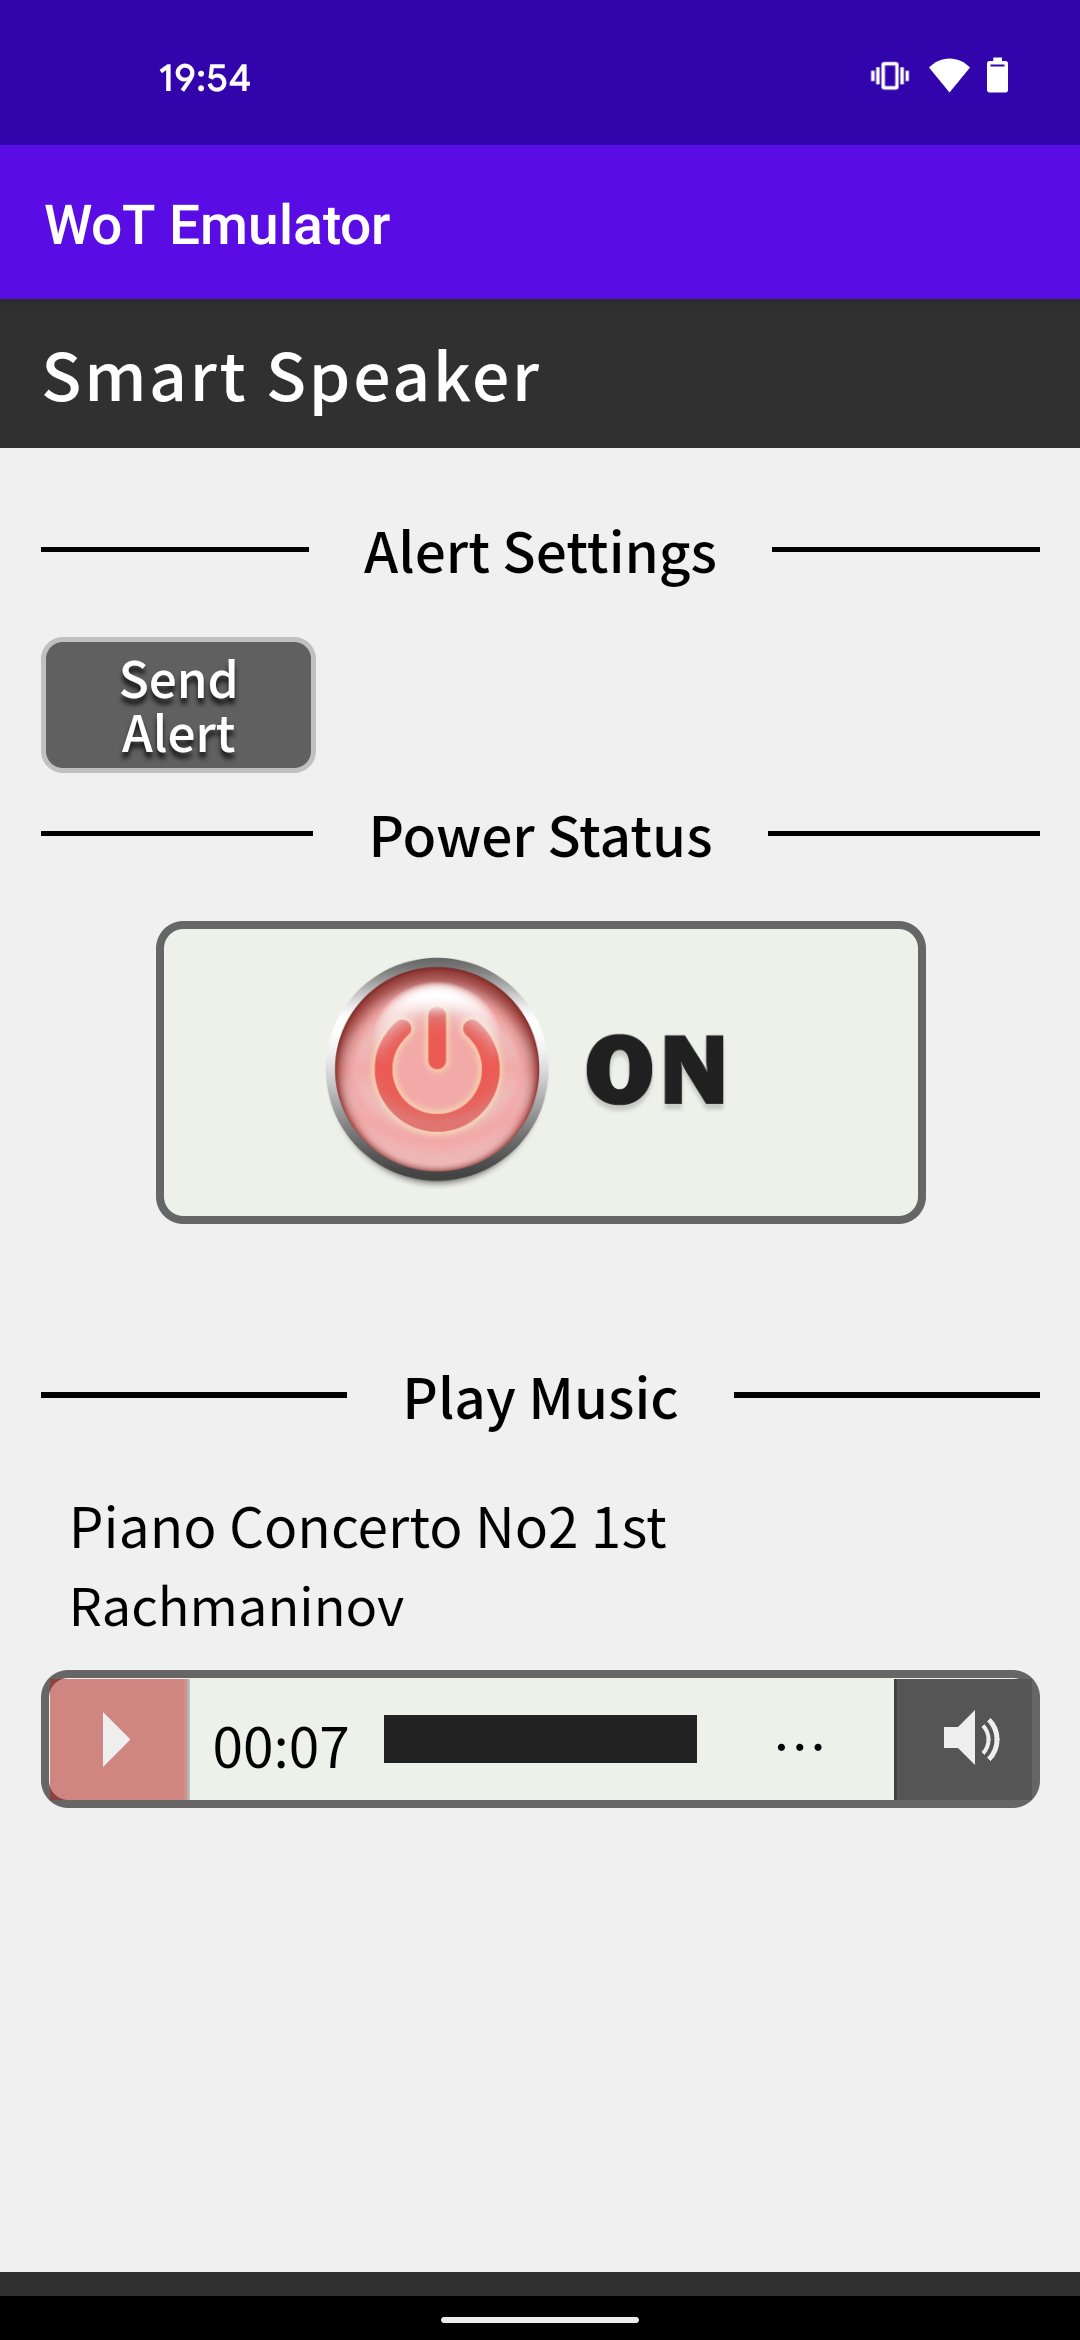 19:54
WoT Emulator
Smart Speaker
Alert Settings
Send
Alert
Power Status
ON
Play Music
Piano Concerto No2 1st
Rachmaninov
00:07 ...